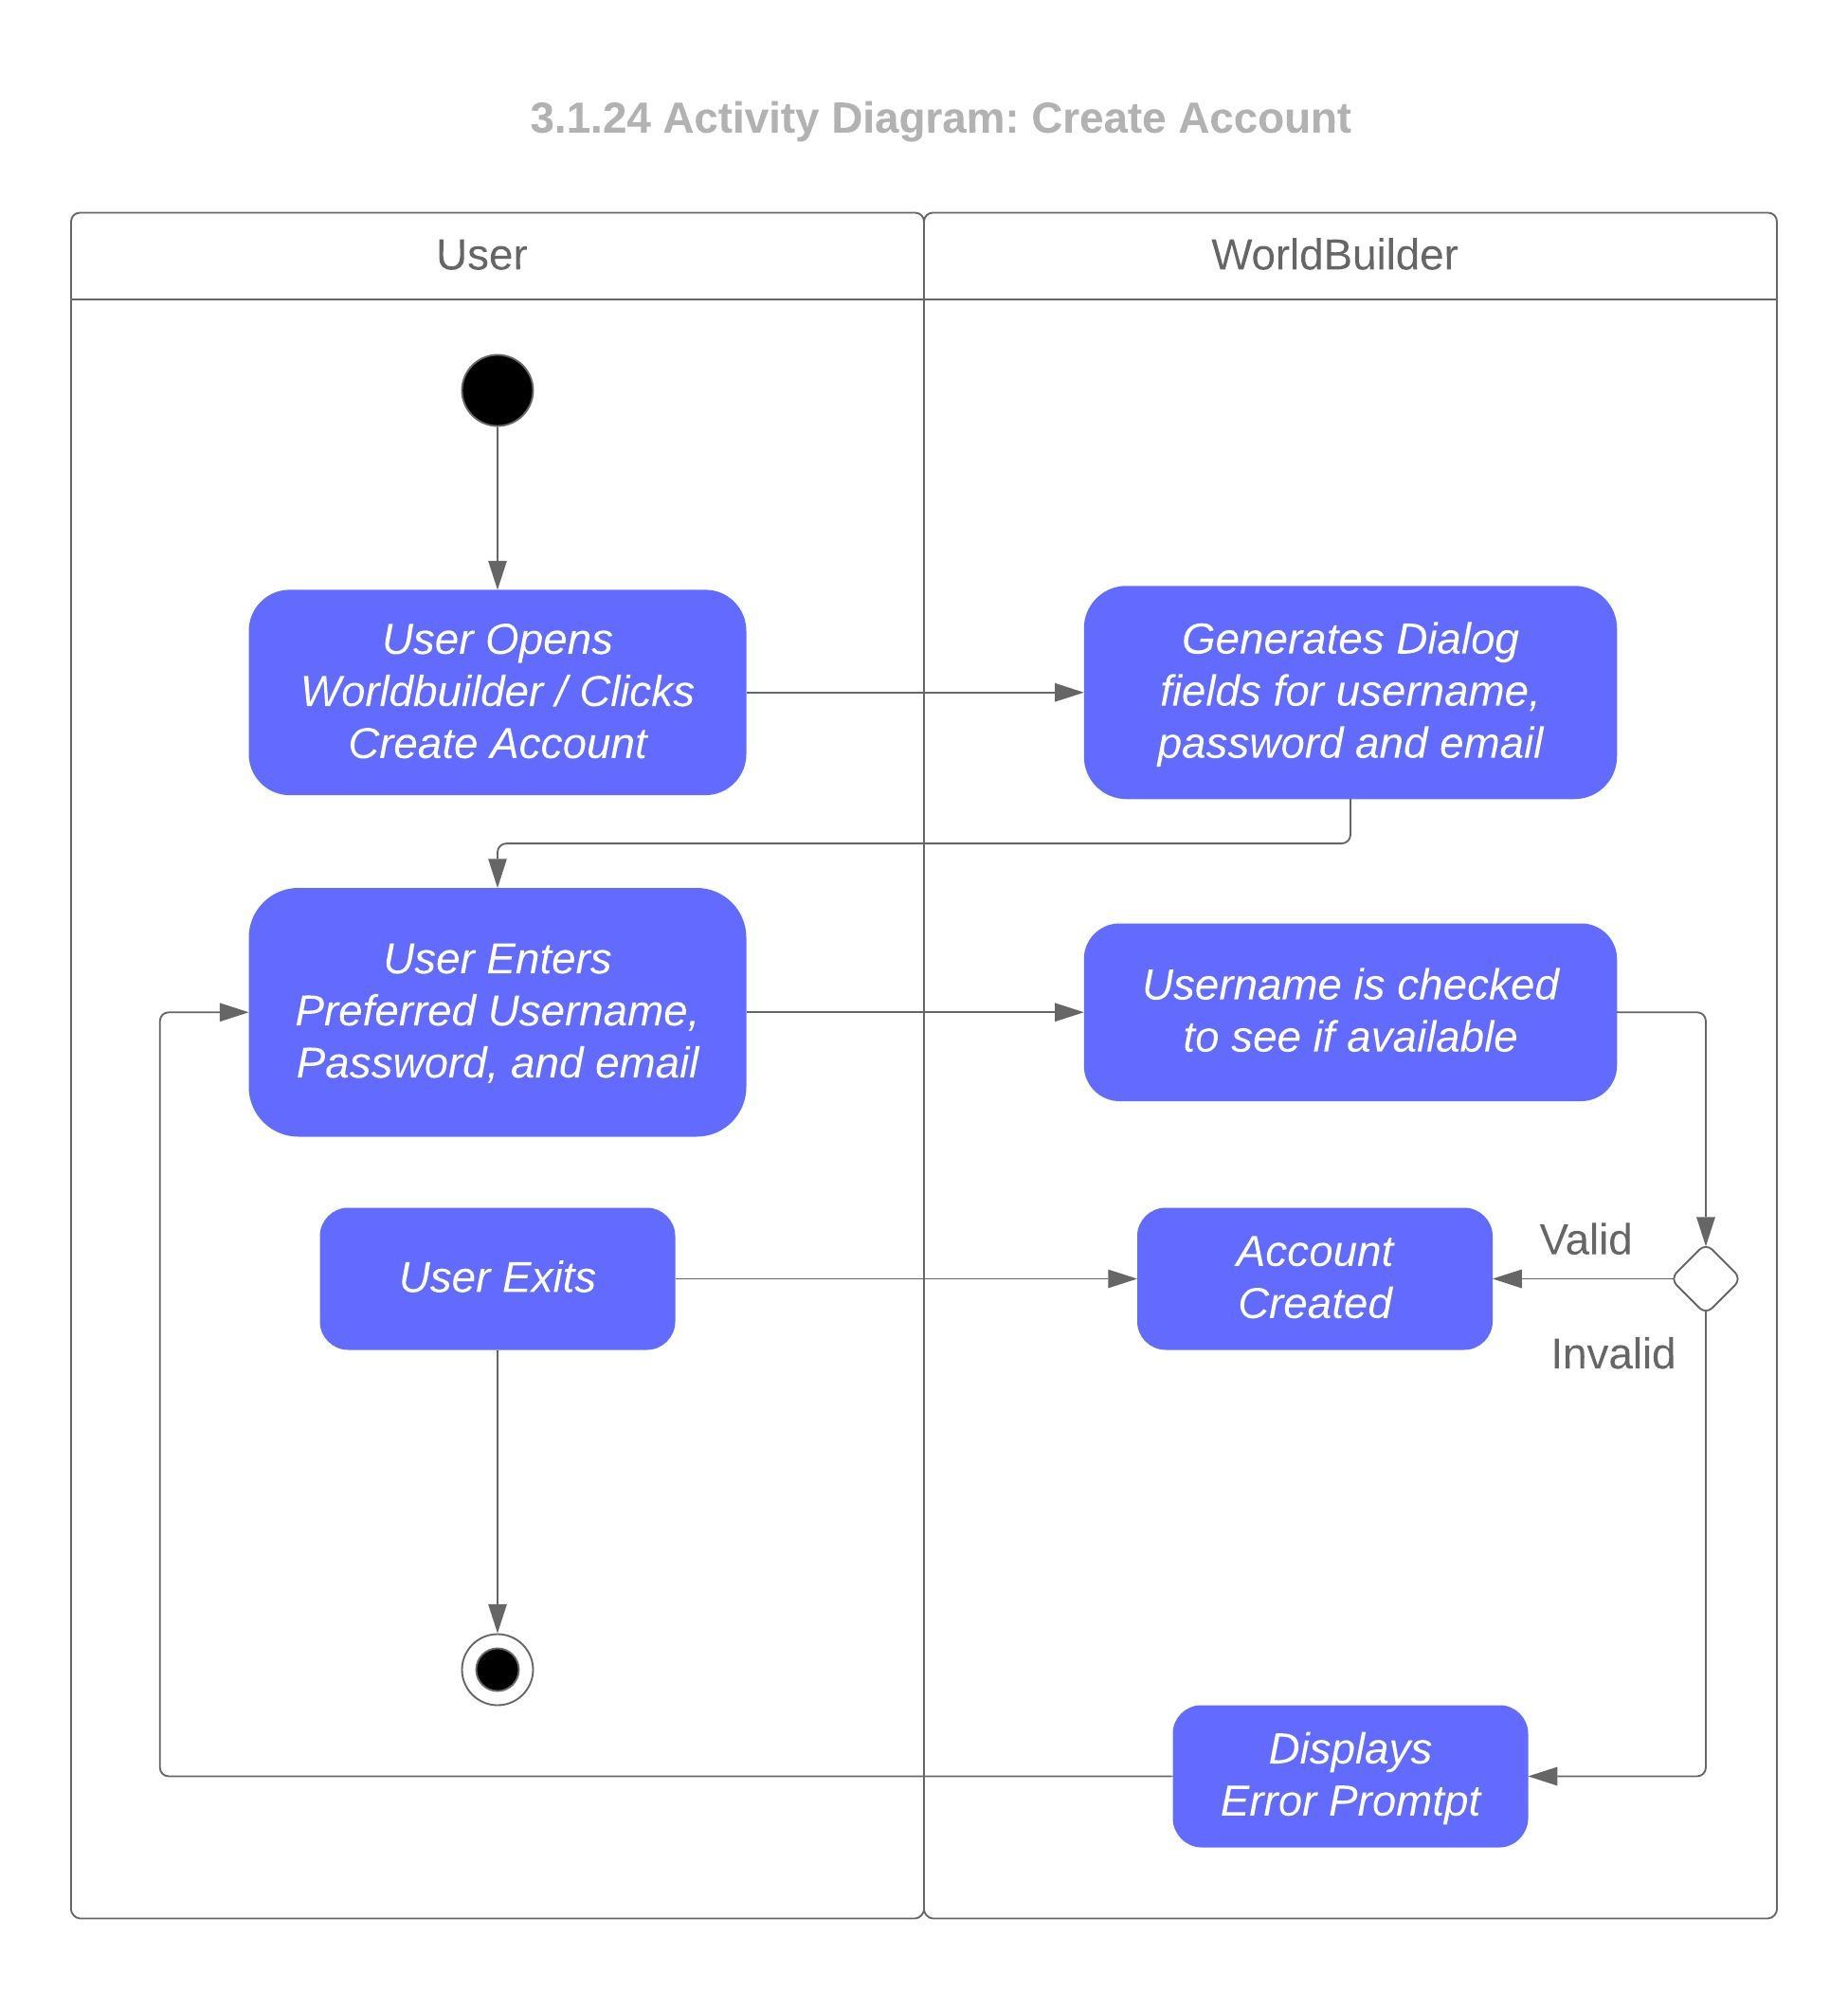 3.1.24 Activity Diagram: Create Account
User
WorldBuilder
User Opens
Worldbuilder / Clicks
Create Account
Generates Dialog
fields for username,
password and email
User Enters
Preferred Username,
Password, and email
Username is checked
to see if available
User Exits
Account
Created
Valid
Invalid
Displays
Error Promtpt